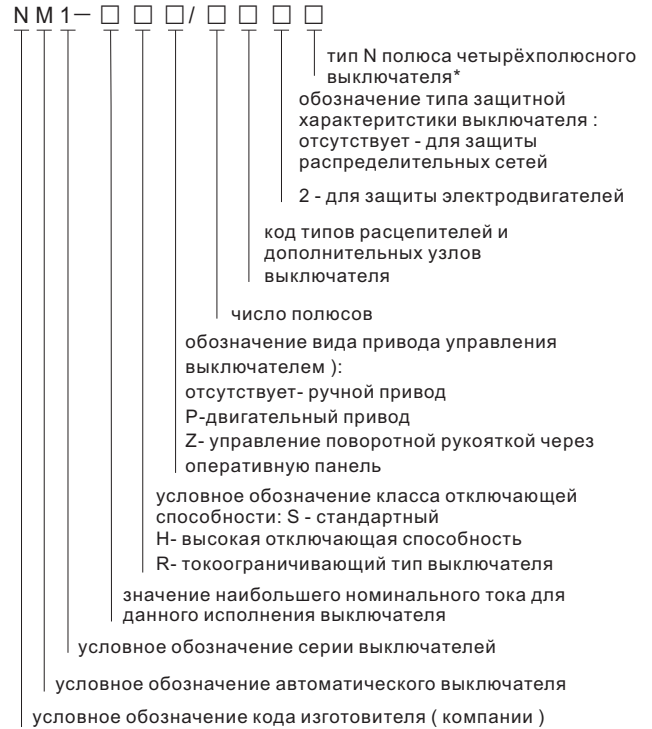 NM1–□□□/□□□□
тип N полюса четырёхполюсного
выключателя*
обозначение типа защитной
характеритстики выключателя :
отсутствует - для защиты
распределительных сетей
2 - для защиты электродвигателей
код типов расцепителей и
дополнительных узлов
выключателя
число полюсов
обозначение вида привода управления
выключателем ):
отсутствует- ручной привод
P-двигательный привод
Z- управление поворотной рукояткой через
оперативную панель
условное обозначение класса отключающей
способности: S - стандартный
H- высокая отключающая способность
R- токоограничивающий тип выключателя
значение наибольшего номинального тока для
данного исполнения выключателя
условное обозначение серии выключателей
условное обозначение автоматического выключателя
условное обозначение кода изготовителя ( компании )